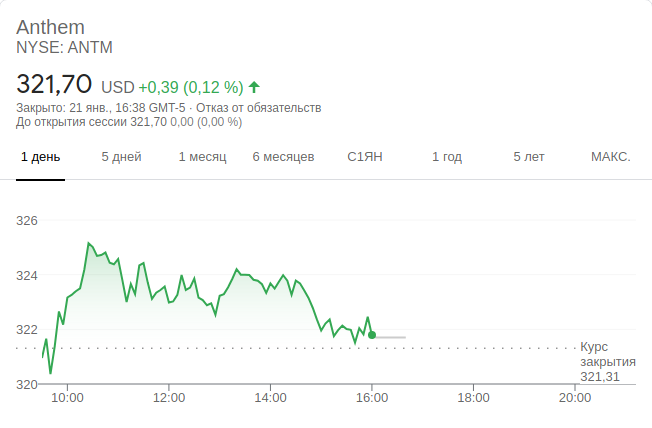 Anthem
NYSE: ANTM
321,70 USD +0,39 (0,12 %)
Закрыто: 21 янв., 16:38 GMT-5 · Отказ от обязательств
До открытия сессии 321,70 0,00 (0,00 %)
1 день 5 дней 1 месяц 6 месяцев С1ЯН 1 год 5 лет МАКС.
326
324
322
Курс
закрытия
321,31
320
10:00 12:00 14:00 16:00 18:00 20:00